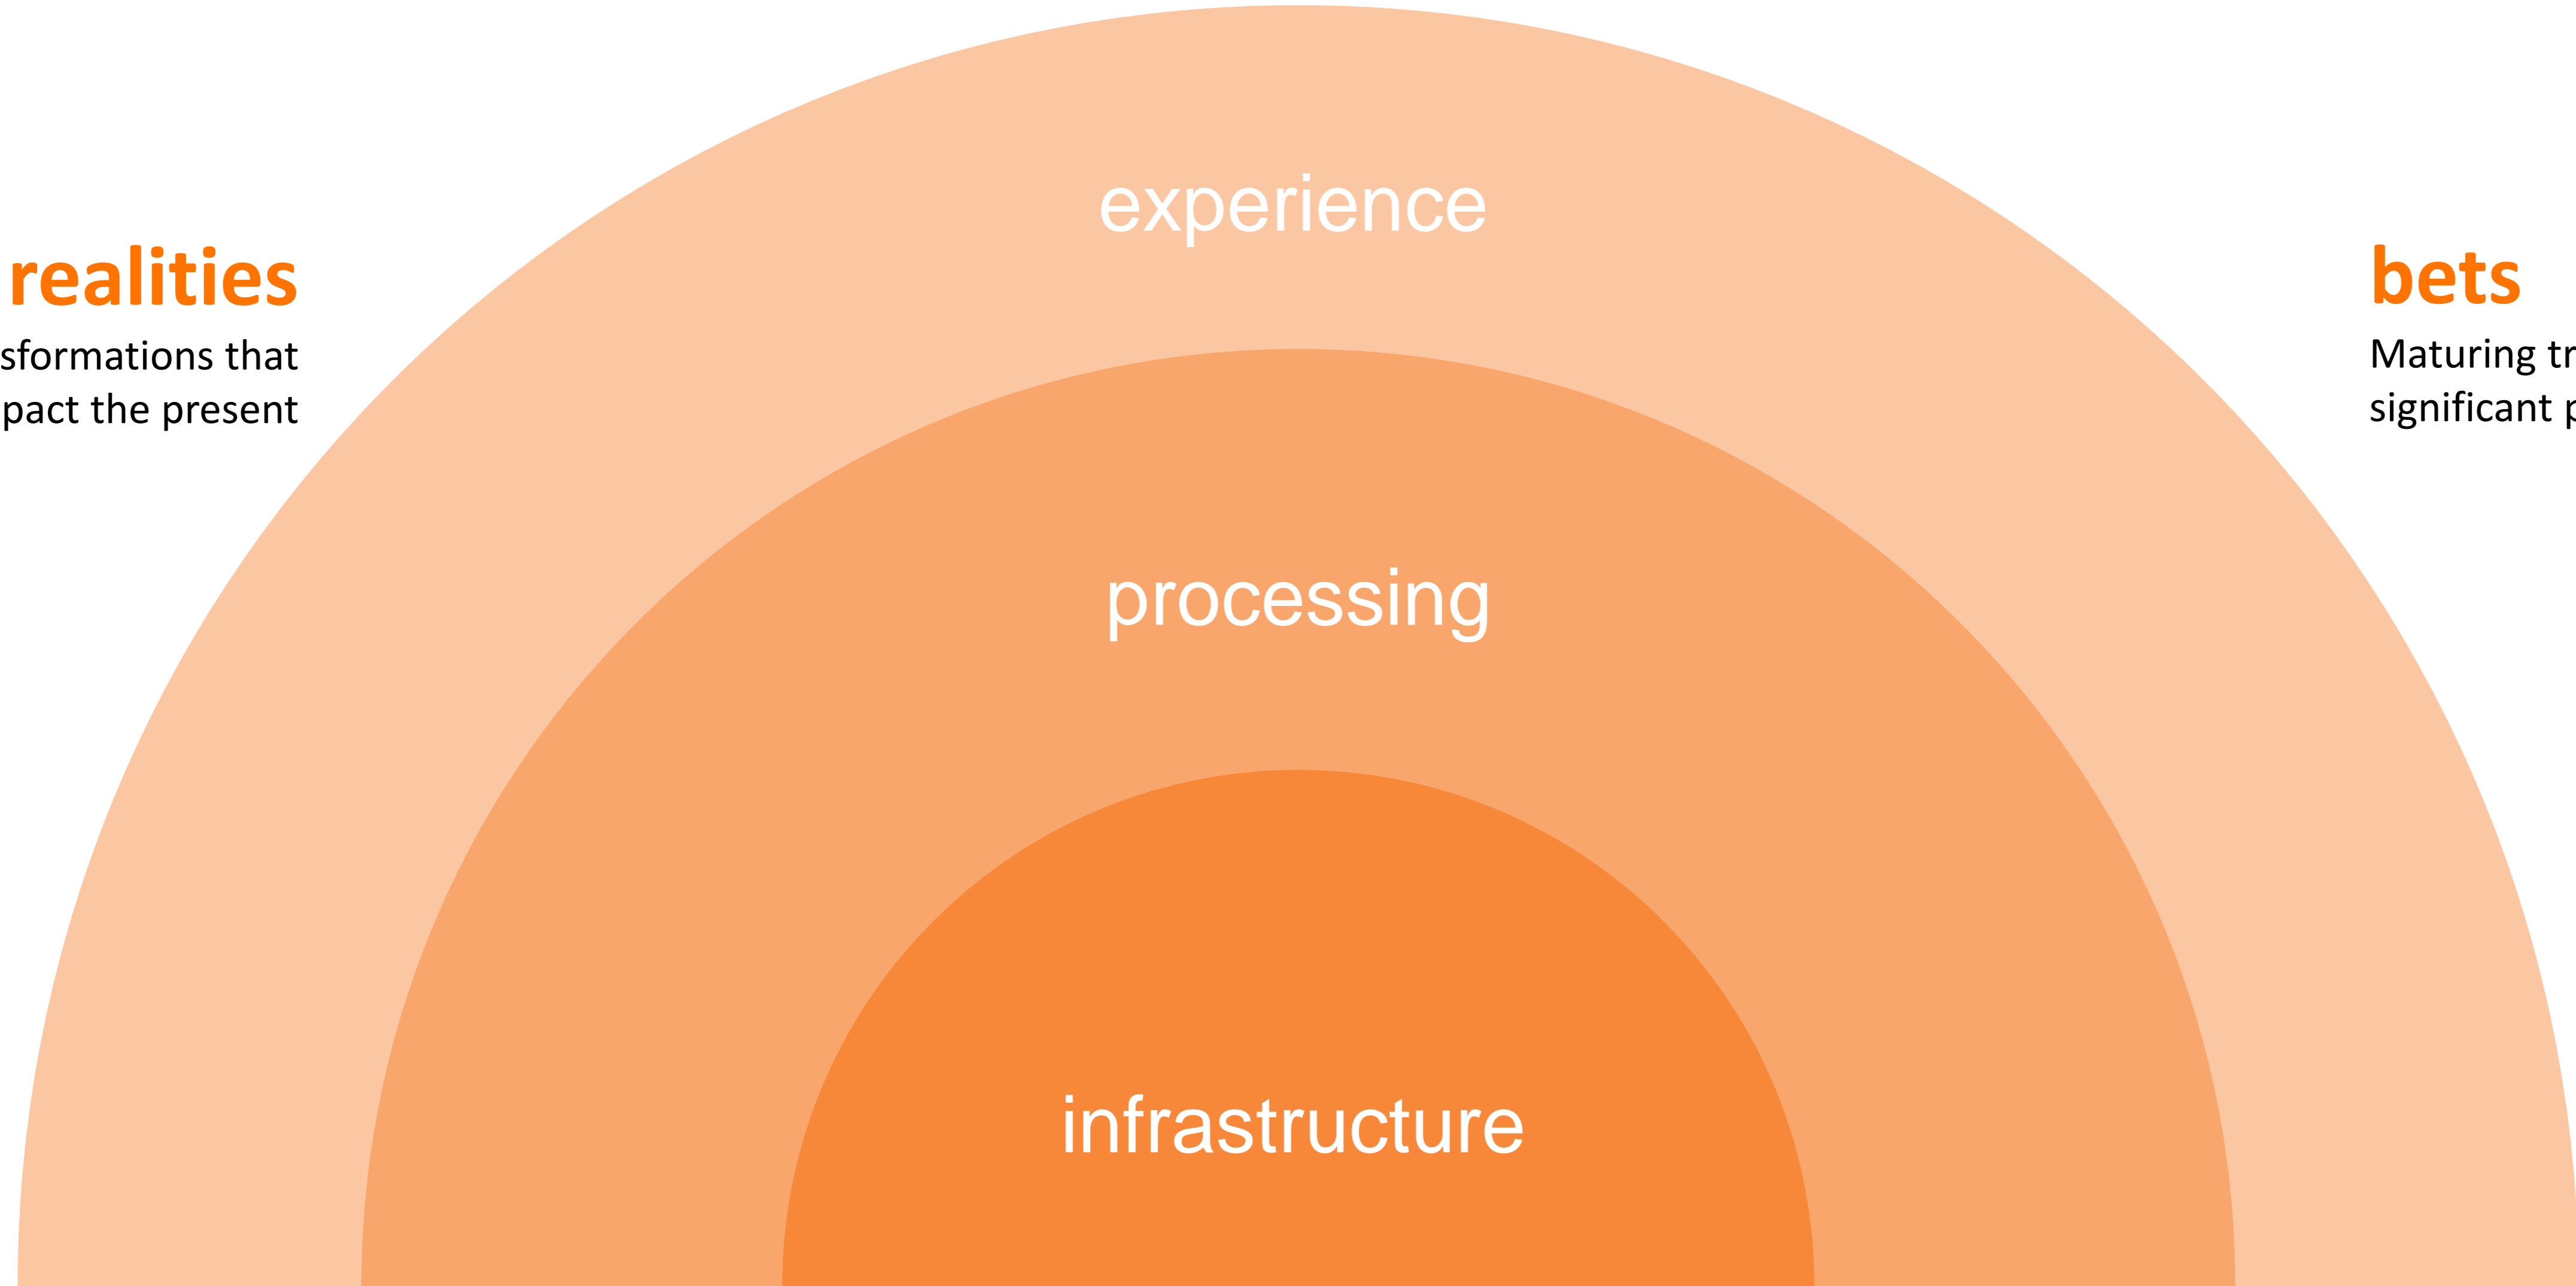 experience
realities
sformations that
pact the present
bets
Maturing tr
significant p
processing
infrastructure